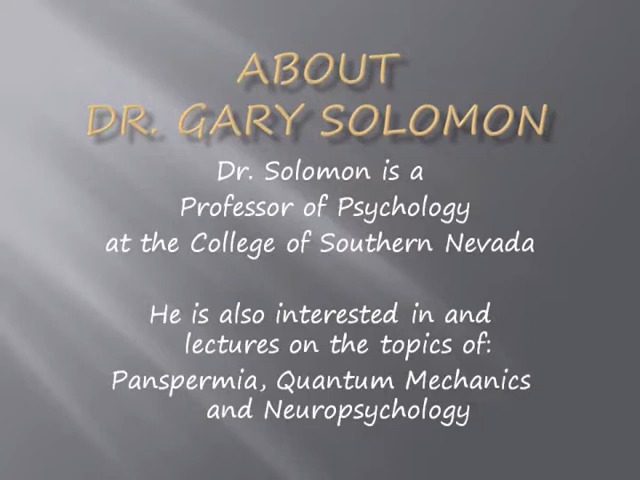 ABOUT
DR. GARY SOLOMON
Dr. Solomon is a
Professor of Psychology
at the College of Southern Nevada
He is also interested in and
lectures on the topics of:
Panspermia, Quantum Mechanics
and Neuropsychology